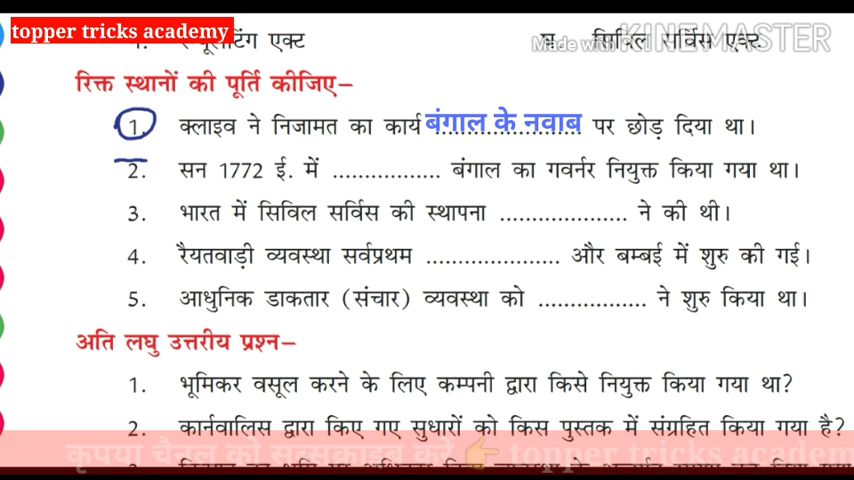 topper tricks academy
एक्ट सिविल सर्विस एक्ट
Made with KINEMASTER
रिक्त स्थानों की पूर्ति कीजिए–
1. क्लाइव ने निजामत का कार्य बंगाल के नवाब पर छोड़ दिया था।
2. सन 1772 ई. में .................. बंगाल का गवर्नर नियुक्त किया गया था।
3. भारत में सिविल सर्विस की स्थापना .................... ने की थी।
4. रैयतवाड़ी व्यवस्था सर्वप्रथम ..................... और बम्बई में शुरु की गई।
5. आधुनिक डाकतार (संचार) व्यवस्था को ................. ने शुरु किया था।
अति लघु उत्तरीय प्रश्न–
1. भूमिकर वसूल करने के लिए कम्पनी द्वारा किसे नियुक्त किया गया था?
2. कार्नवालिस द्वारा किए गए सुधारों को किस पुस्तक में संग्रहित किया गया है?
कृपया चैनल को सब्सक्राइब करें 👉 topper tricks academy